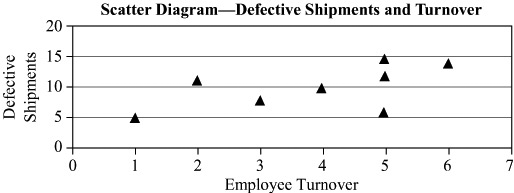 Scatter Diagram—Defective Shipments and Turnover
Defective
Shipments
20
15
10
5
0
0 1 2 3 4 5 6 7
Employee Turnover